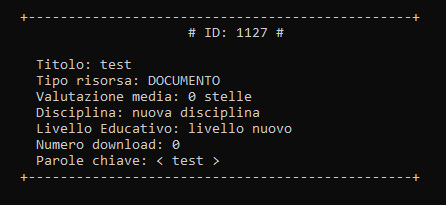 +------------------------------------------------+
# ID: 1127 #
Titolo: test
Tipo risorsa: DOCUMENTO
Valutazione media: 0 stelle
Disciplina: nuova disciplina
Livello Educativo: livello nuovo
Numero download: 0
Parole chiave: < test >
+------------------------------------------------+